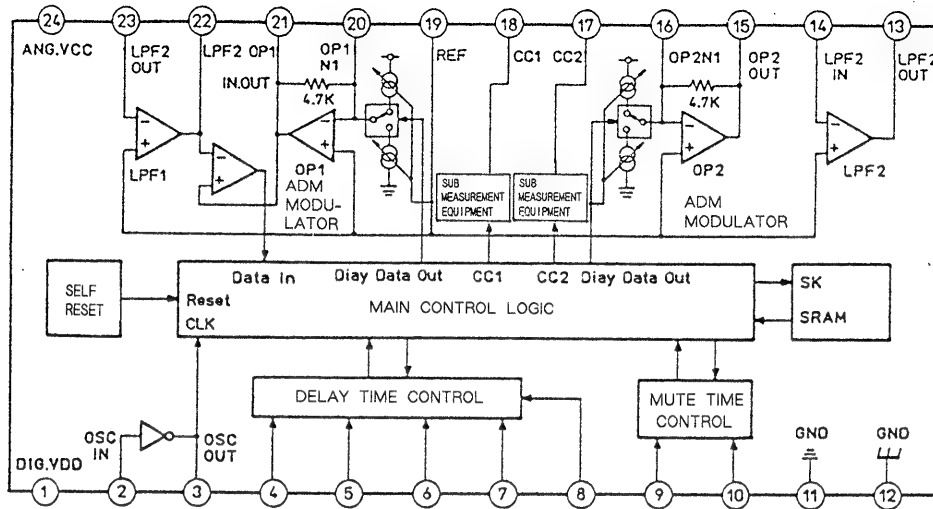 24 23 22 21 20 19 18 17 16 15 14 13
ANG.VCC
LPF2 OUT
LPF2 OP1
IN.OUT
OP1 N1
REF
CC1
CC2
OP2N1
OP2 OUT
LPF2 IN
LPF2 OUT
4.7K
4.7K
−
+
LPF1
−
+
−
+
OP1
ADM MODU- LATOR
SUB MEASUREMENT EQUIPMENT
SUB MEASUREMENT EQUIPMENT
−
+
OP2
ADM MODULATOR
−
+
LPF2
SELF RESET
Data In
Diay Data Out
CC1
CC2
Diay Data Out
Reset
MAIN CONTROL LOGIC
CLK
SK
SRAM
DELAY TIME CONTROL
MUTE TIME CONTROL
OSC IN
OSC OUT
GND
GND
DIG.VDD
1 2 3 4 5 6 7 8 9 10 11 12